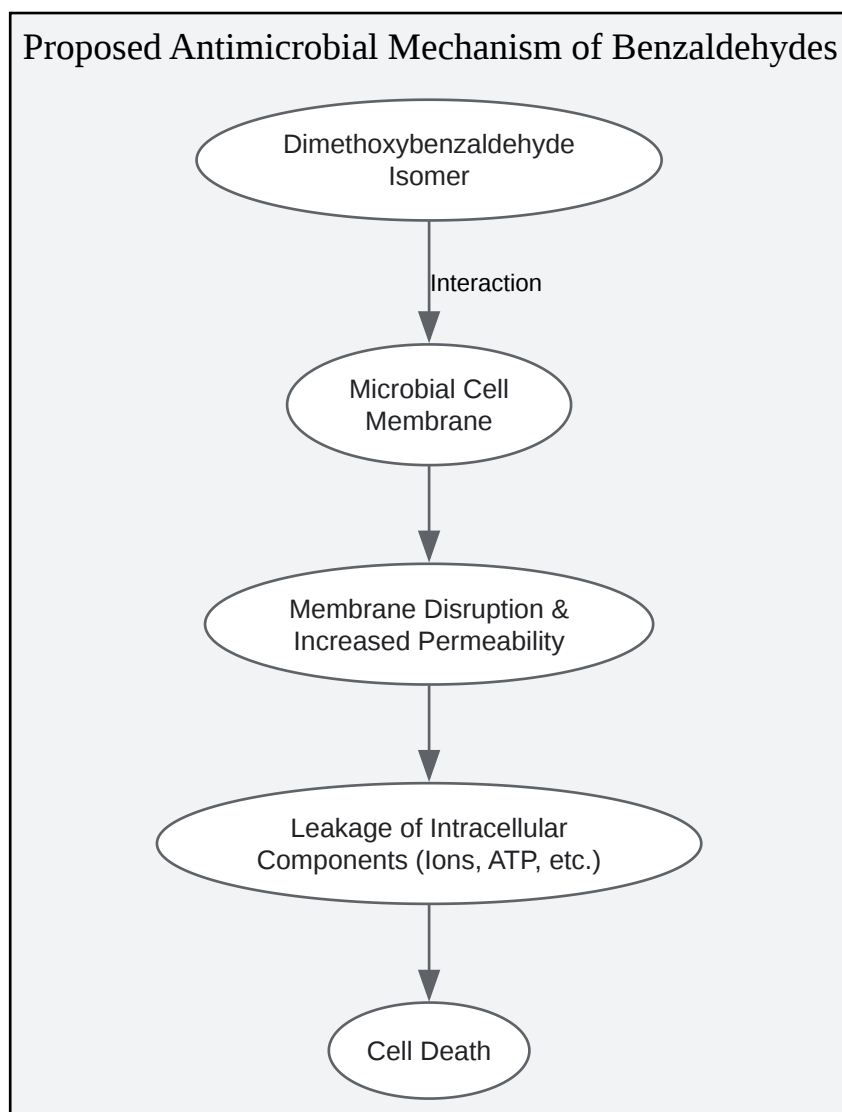 Proposed Antimicrobial Mechanism of Benzaldehydes
Dimethoxybenzaldehyde
Isomer
Interaction
Microbial Cell
Membrane
Membrane Disruption &
Increased Permeability
Leakage of Intracellular
Components (Ions, ATP, etc.)
Cell Death